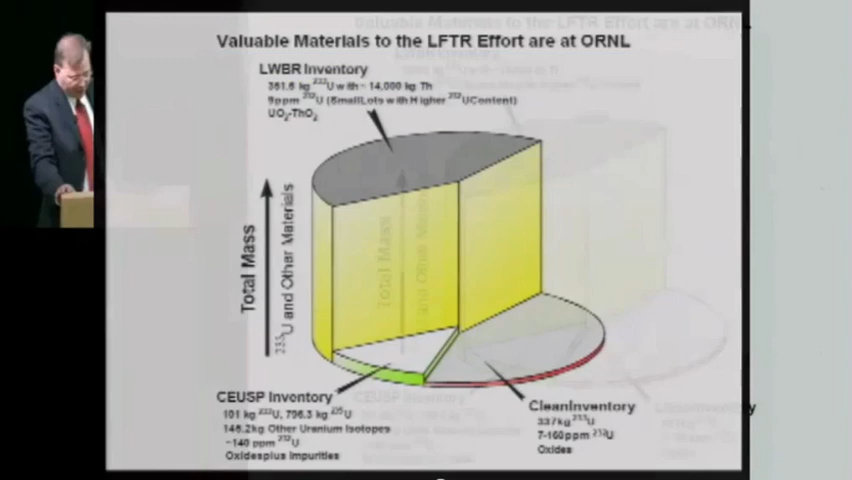 Valuable Materials to the LFTR Effort are at ORNL
LWBR Inventory
351.6 kg ²³³U with ~ 14,000 kg Th
9ppm ²³²U (Small Lots with Higher ²³²U Content)
UO₂-ThO₂
Total Mass
²³³U and Other Materials
CEUSP Inventory
101 kg ²³³U, 796.3 kg ²³⁵U
146.2kg Other Uranium Isotopes
~140 ppm ²³²U
Oxides plus Impurities
CleanInventory
337kg ²³³U
7-160ppm ²³²U
Oxides